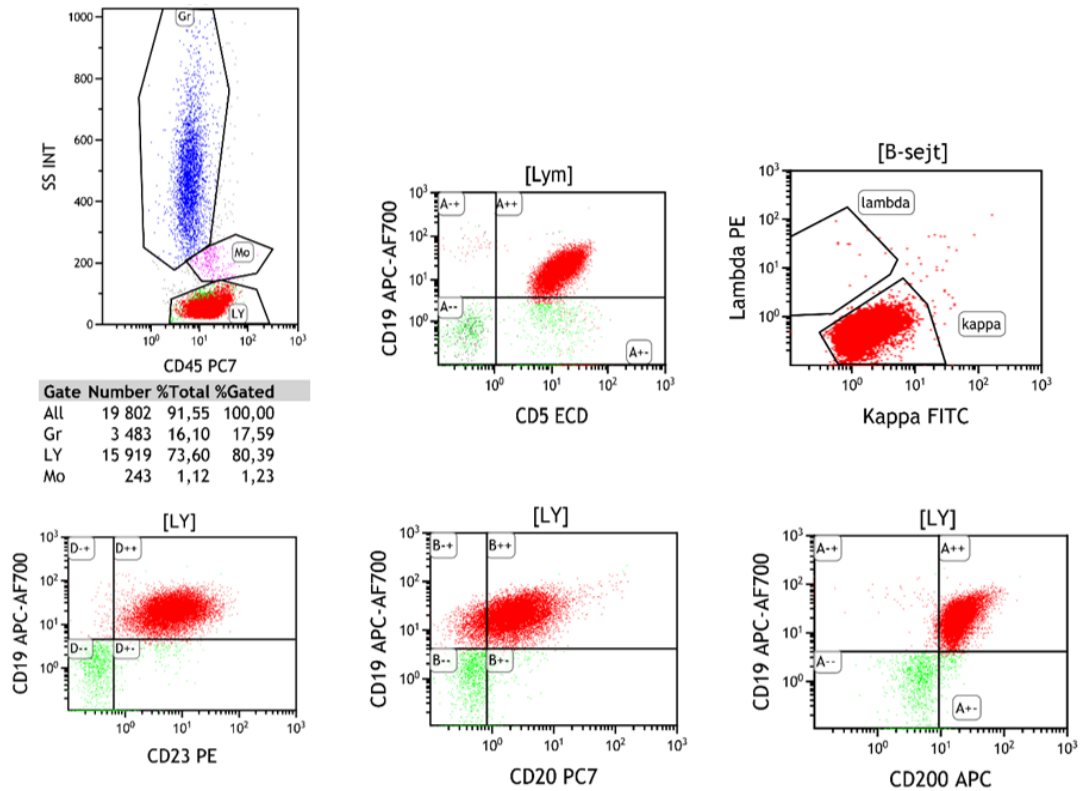 1000
800
600
400
200
0
SS INT
Gr
Mo
LY
10⁰ 10¹ 10² 10³
CD45 PC7
Gate Number %Total %Gated
All 19 802 91,55 100,00
Gr 3 483 16,10 17,59
LY 15 919 73,60 80,39
Mo 243 1,12 1,23
[Lym]
10³
10²
10¹
10⁰
CD19 APC-AF700
A-+ A++
A--
A+-
10⁰ 10¹ 10² 10³
CD5 ECD
[B-sejt]
10³
10²
10¹
10⁰
Lambda PE
lambda
kappa
10⁰ 10¹ 10² 10³
Kappa FITC
[LY]
10³
10²
10¹
10⁰
CD19 APC-AF700
D-+ D++
D-- D+-
10⁰ 10¹ 10² 10³
CD23 PE
[LY]
10³
10²
10¹
10⁰
CD19 APC-AF700
B-+ B++
B-- B+-
10⁰ 10¹ 10² 10³
CD20 PC7
[LY]
10³
10²
10¹
10⁰
CD19 APC-AF700
A-+ A++
A--
A+-
10⁰ 10¹ 10² 10³
CD200 APC